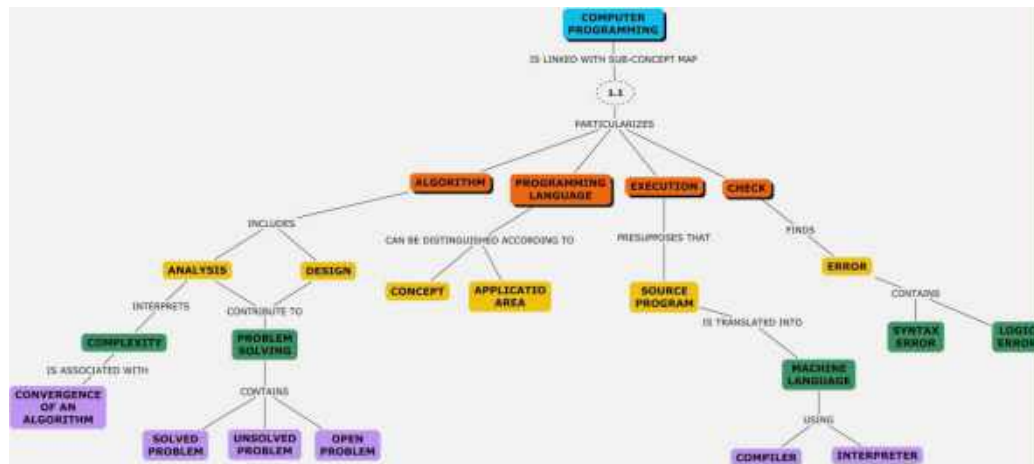 COMPUTER
PROGRAMMING
IS LINKED WITH SUB-CONCEPT MAP
1.1
PARTICULARIZES
ALGORITHM
PROGRAMMING
LANGUAGE
EXECUTION
CHECK
INCLUDES
CAN BE DISTINGUISHED ACCORDING TO
PRESUPPOSES THAT
FINDS
ANALYSIS
DESIGN
CONCEPT
APPLICATIO
AREA
SOURCE
PROGRAM
ERROR
INTERPRETS
CONTRIBUTE TO
IS TRANSLATED INTO
CONTAINS
COMPLEXITY
PROBLEM
SOLVING
SYNTAX
ERROR
LOGIC
ERROR
IS ASSOCIATED WITH
CONTAINS
MACHINE
LANGUAGE
CONVERGENCE
OF AN
ALGORITHM
SOLVED
PROBLEM
UNSOLVED
PROBLEM
OPEN
PROBLEM
USING
COMPILER
INTERPRETER